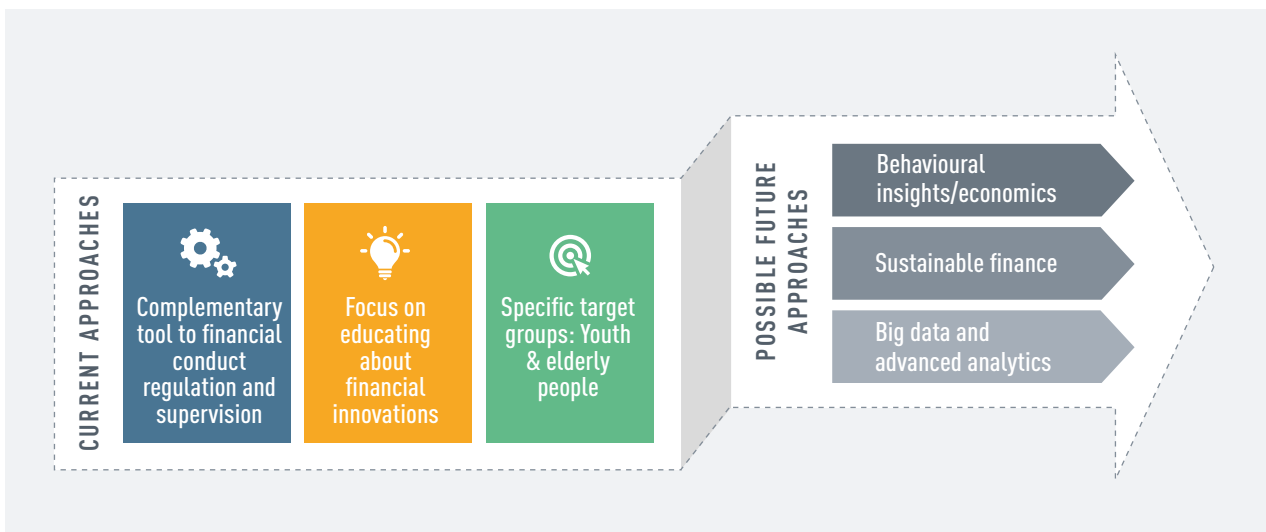 CURRENT APPROACHES
Complementary
tool to financial
conduct
regulation and
supervision
Focus on
educating
about
financial
innovations
Specific target
groups: Youth
& elderly
people
POSSIBLE FUTURE
APPROACHES
Behavioural
insights/economics
Sustainable finance
Big data and
advanced analytics